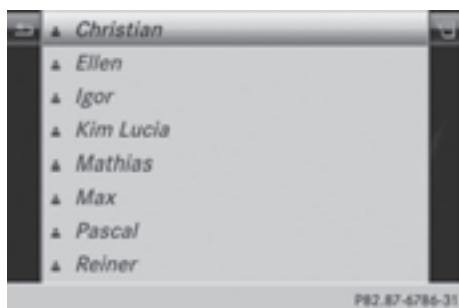 Christian
Ellen
Igor
Kim Lucia
Mathias
Max
Pascal
Reiner
P82.87-6786-31